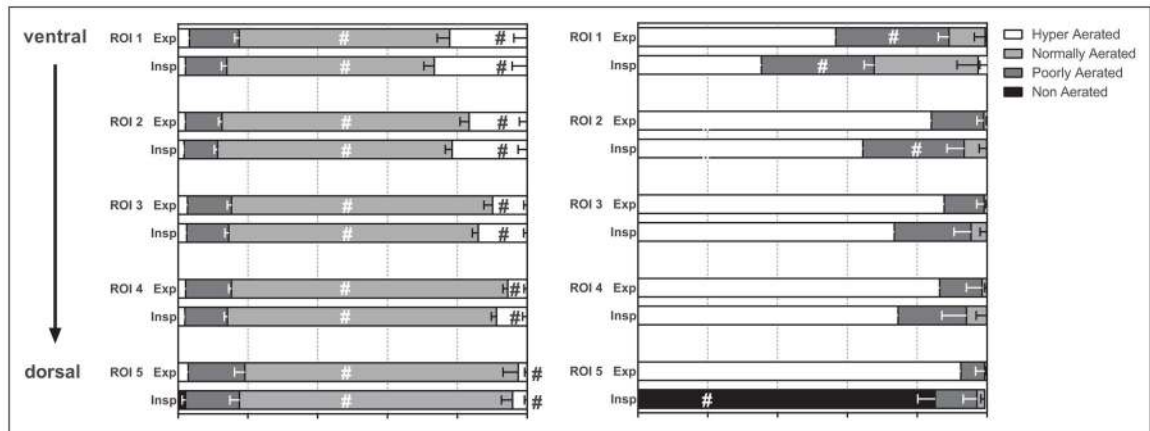 ventral ROI 1 Exp # #
Insp # #
ROI 2 Exp # #
Insp # #
ROI 3 Exp # #
Insp # #
ROI 4 Exp # #
Insp # #
dorsal ROI 5 Exp # #
Insp # #
ROI 1 Exp #
Insp #
ROI 2 Exp
Insp #
ROI 3 Exp
Insp
ROI 4 Exp
Insp
ROI 5 Exp
Insp #
Hyper Aerated
Normally Aerated
Poorly Aerated
Non Aerated